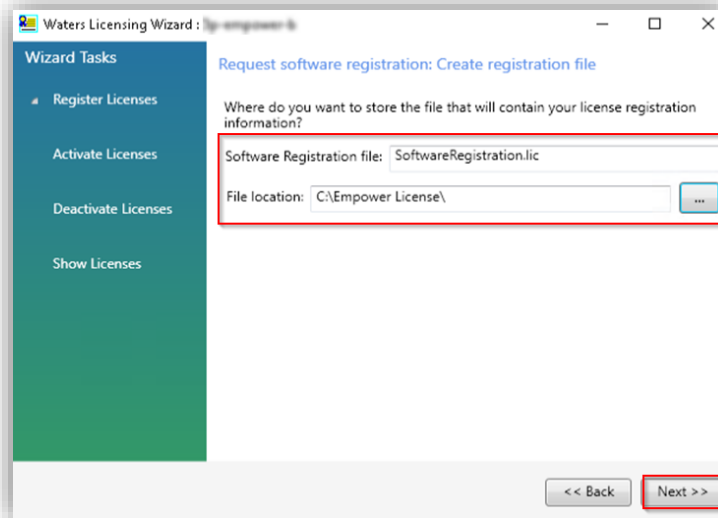 Waters Licensing Wizard :
Wizard Tasks
Register Licenses
Activate Licenses
Deactivate Licenses
Show Licenses
Request software registration: Create registration file
Where do you want to store the file that will contain your license registration
information?
Software Registration file: SoftwareRegistration.lic
File location: C:\Empower License\
...
<< Back
Next >>